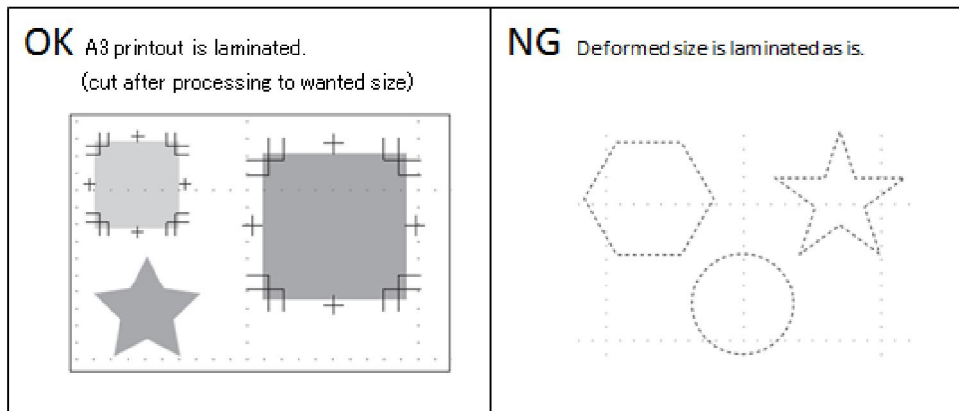 OK A3 printout is laminated.
(cut after processing to wanted size)
NG Deformed size is laminated as is.